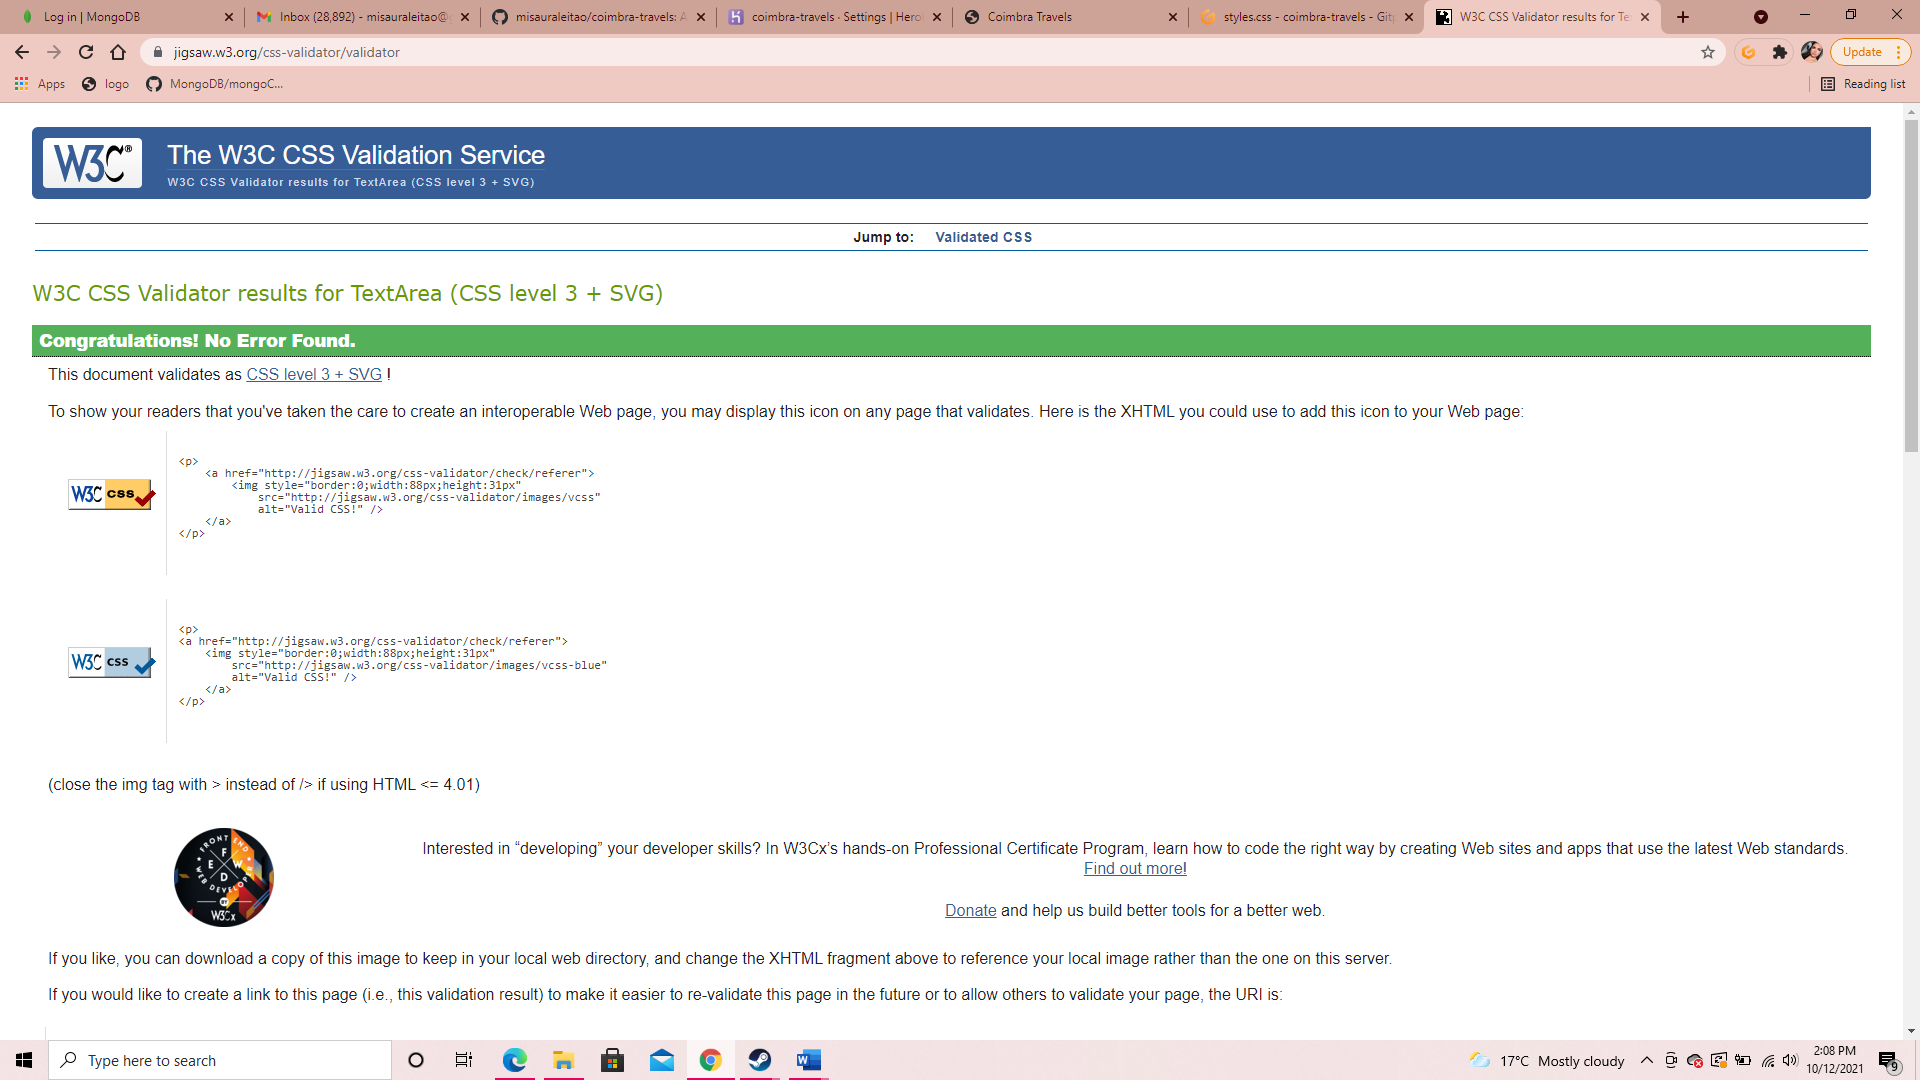 Log in | MongoDB
Inbox (28,892) - misauraleitao@
misauraleitao/coimbra-travels: A
coimbra-travels · Settings | Hero
Coimbra Travels
styles.css - coimbra-travels - Git
W3C CSS Validator results for Te
jigsaw.w3.org/css-validator/validator
Update
Apps
logo
MongoDB/mongoC...
Reading list
W3C®
The W3C CSS Validation Service
W3C CSS Validator results for TextArea (CSS level 3 + SVG)
Jump to: Validated CSS
W3C CSS Validator results for TextArea (CSS level 3 + SVG)
Congratulations! No Error Found.
This document validates as CSS level 3 + SVG !
To show your readers that you've taken the care to create an interoperable Web page, you may display this icon on any page that validates. Here is the XHTML you could use to add this icon to your Web page:
W3C css
<p>
<a href="http://jigsaw.w3.org/css-validator/check/referer">
<img style="border:0;width:88px;height:31px"
src="http://jigsaw.w3.org/css-validator/images/vcss"
alt="Valid CSS!" />
</a>
</p>
W3C css
<p>
<a href="http://jigsaw.w3.org/css-validator/check/referer">
<img style="border:0;width:88px;height:31px"
src="http://jigsaw.w3.org/css-validator/images/vcss-blue"
alt="Valid CSS!" />
</a>
</p>
(close the img tag with > instead of /> if using HTML <= 4.01)
FRONT END
F E W D
WEB DEVELOPER
BY
W3Cx
Interested in “developing” your developer skills? In W3Cx’s hands-on Professional Certificate Program, learn how to code the right way by creating Web sites and apps that use the latest Web standards.
Find out more!
Donate and help us build better tools for a better web.
If you like, you can download a copy of this image to keep in your local web directory, and change the XHTML fragment above to reference your local image rather than the one on this server.
If you would like to create a link to this page (i.e., this validation result) to make it easier to re-validate this page in the future or to allow others to validate your page, the URI is:
Type here to search
17°C Mostly cloudy
2:08 PM
10/12/2021
9